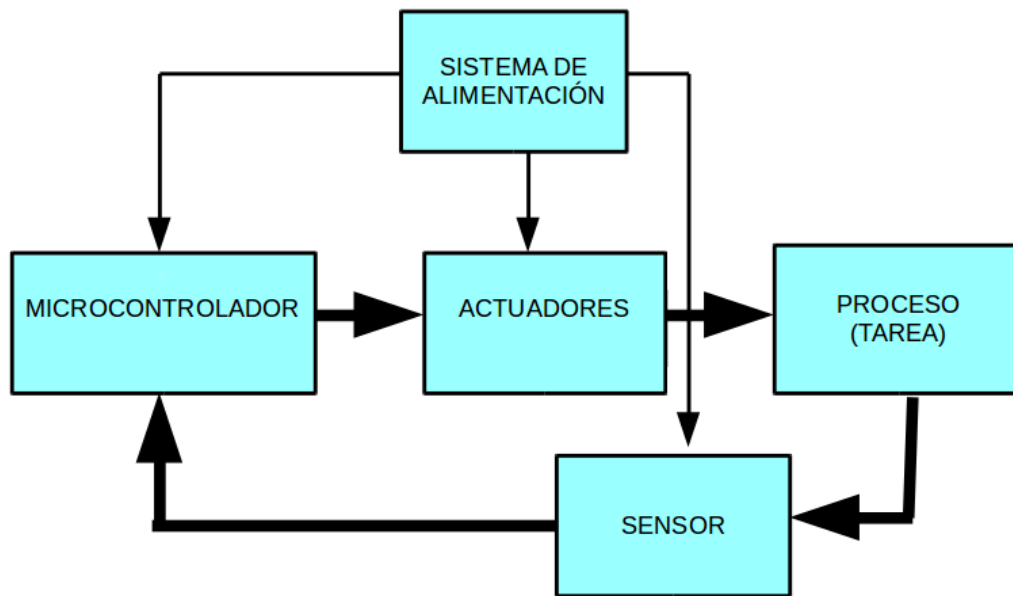 SISTEMA DE
ALIMENTACIÓN
MICROCONTROLADOR
ACTUADORES
PROCESO
(TAREA)
SENSOR